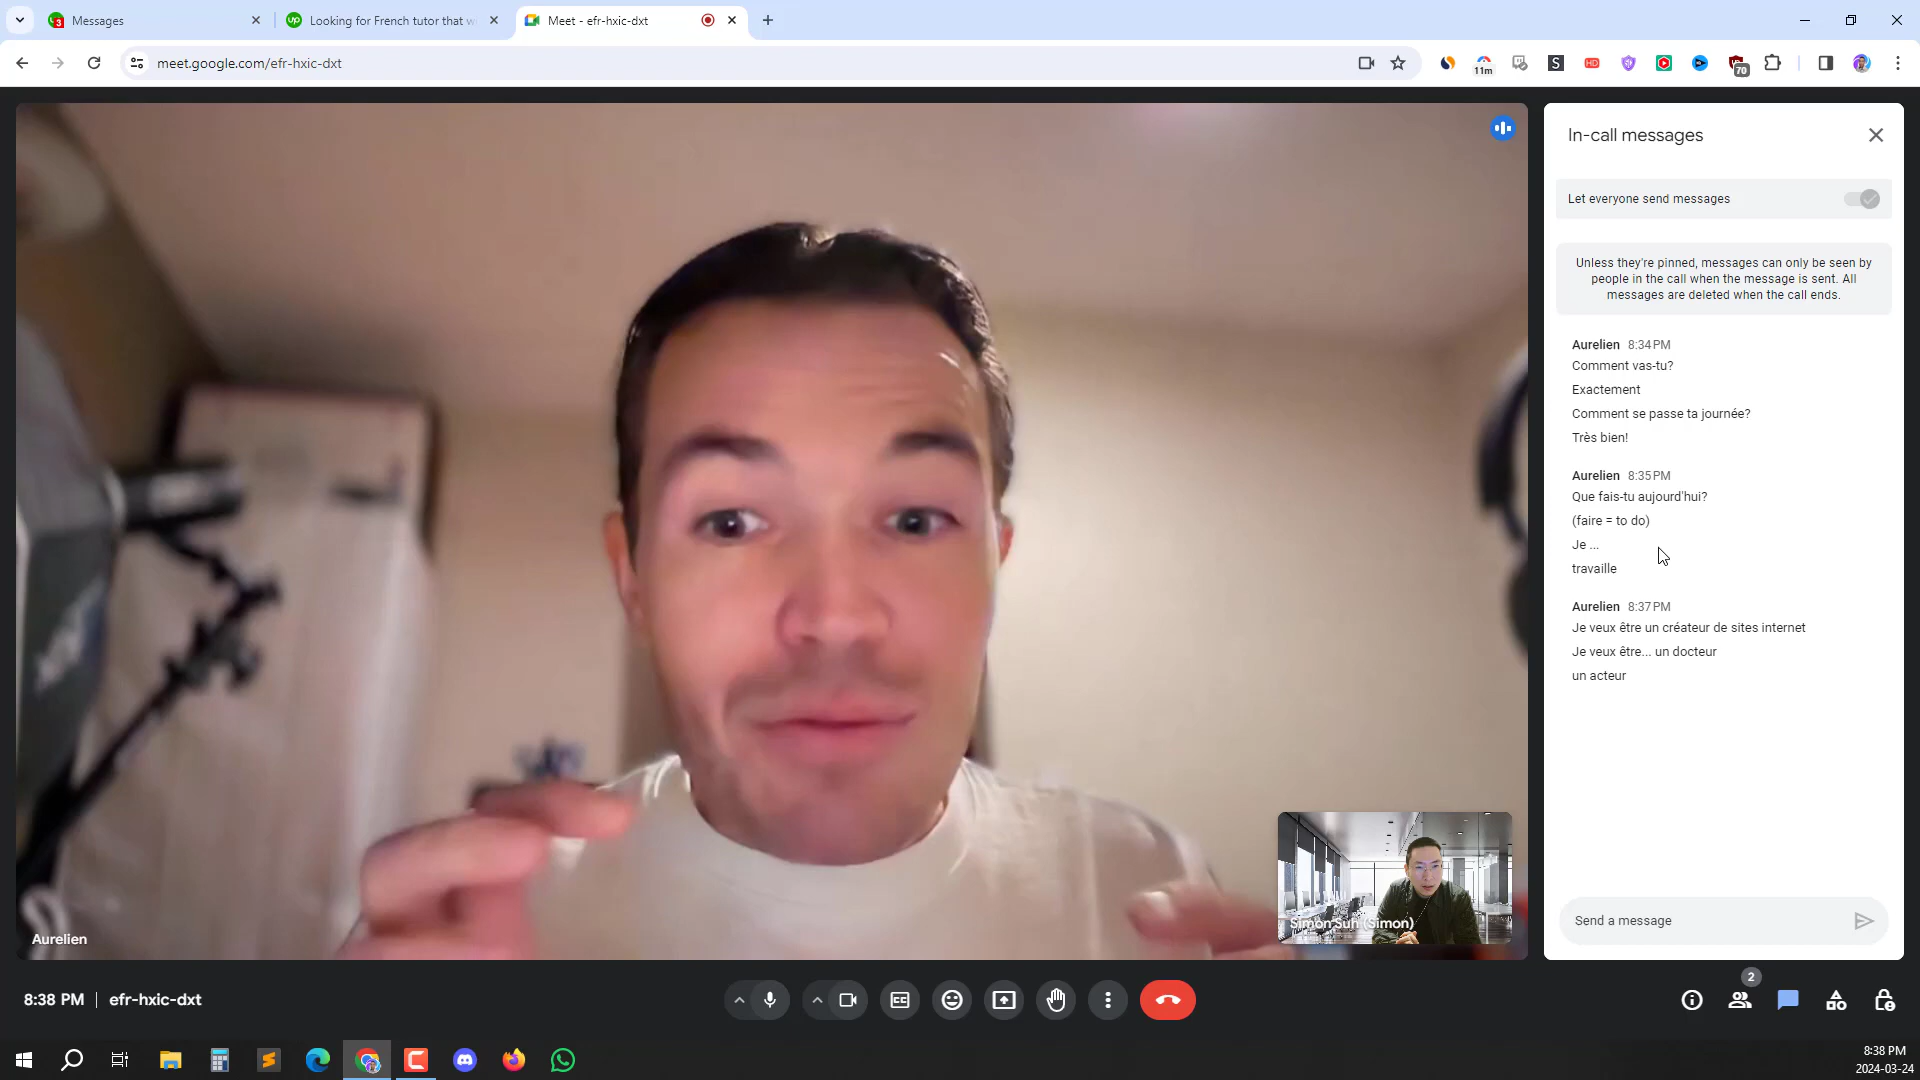 Messages
Looking for French tutor that w
Meet - efr-hxic-dxt
meet.google.com/efr-hxic-dxt
11m
S
HD
70
In-call messages
Let everyone send messages
Unless they're pinned, messages can only be seen by
people in the call when the message is sent. All
messages are deleted when the call ends.
Aurelien 8:34 PM
Comment vas-tu?
Exactement
Comment se passe ta journée?
Très bien!
Aurelien 8:35 PM
Que fais-tu aujourd'hui?
(faire = to do)
Je ...
travaille
Aurelien 8:37 PM
Je veux être un créateur de sites internet
Je veux être... un docteur
un acteur
Send a message
Simon Suh (Simon)
Aurelien
8:38 PM | efr-hxic-dxt
2
8:38 PM
2024-03-24